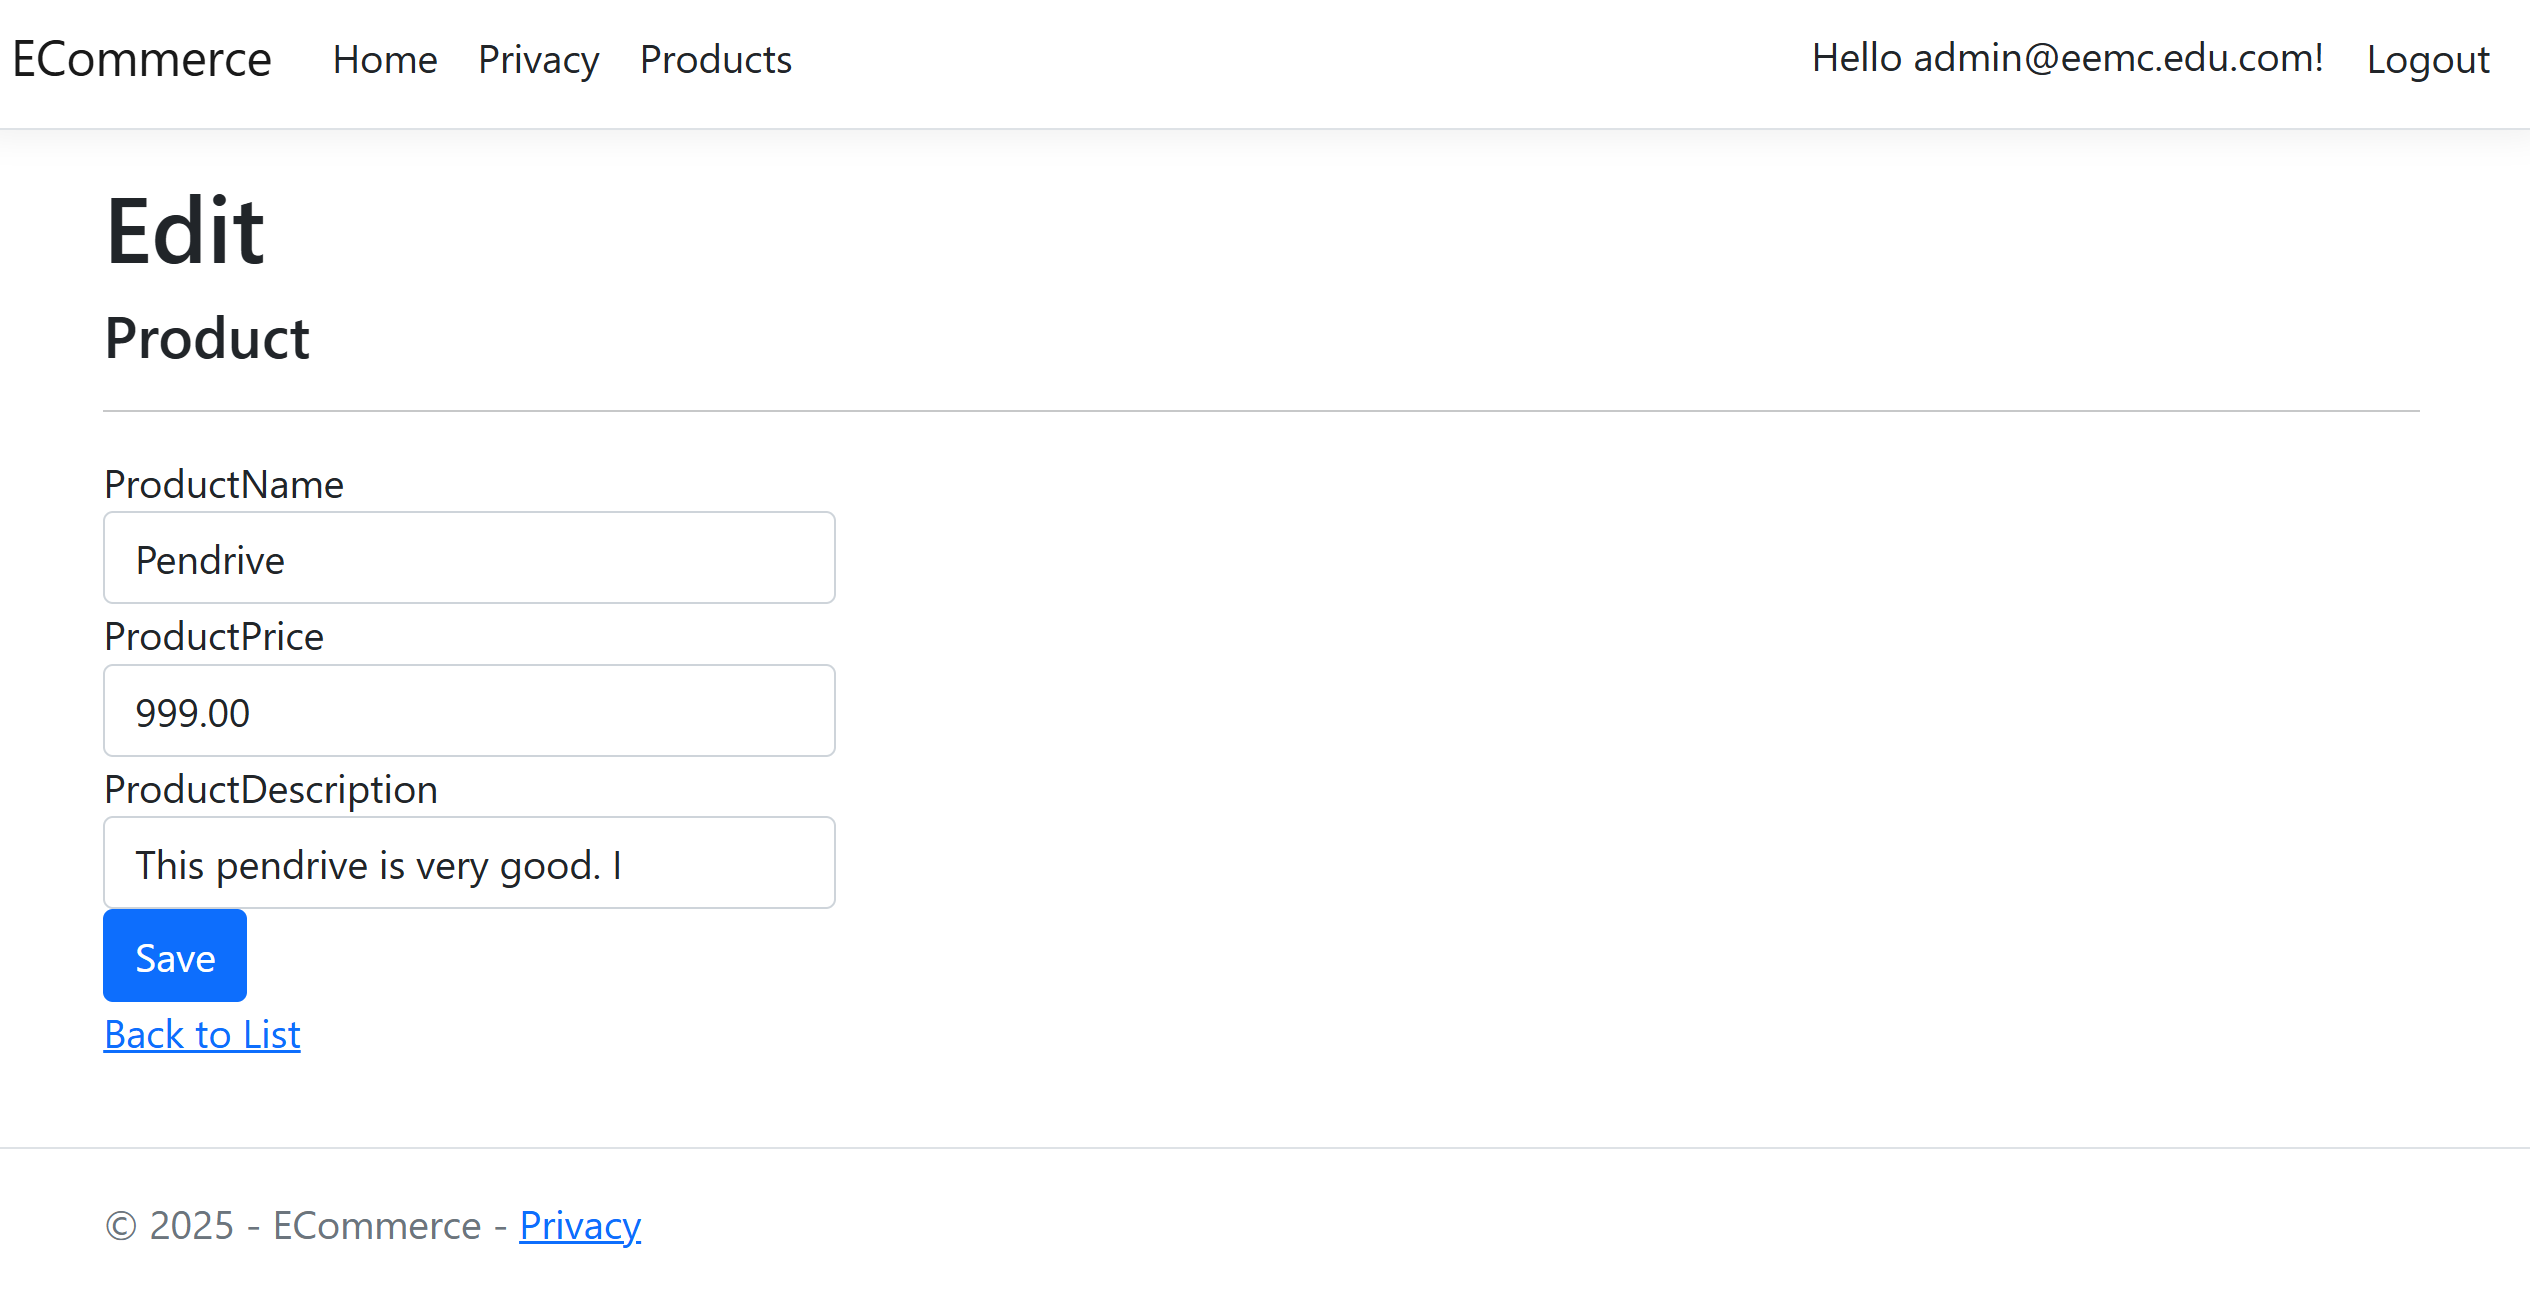 ECommerce Home Privacy Products Hello admin@eemc.edu.com! Logout
Edit
Product
ProductName
Pendrive
ProductPrice
999.00
ProductDescription
This pendrive is very good. I
Save
Back to List
© 2025 - ECommerce - Privacy